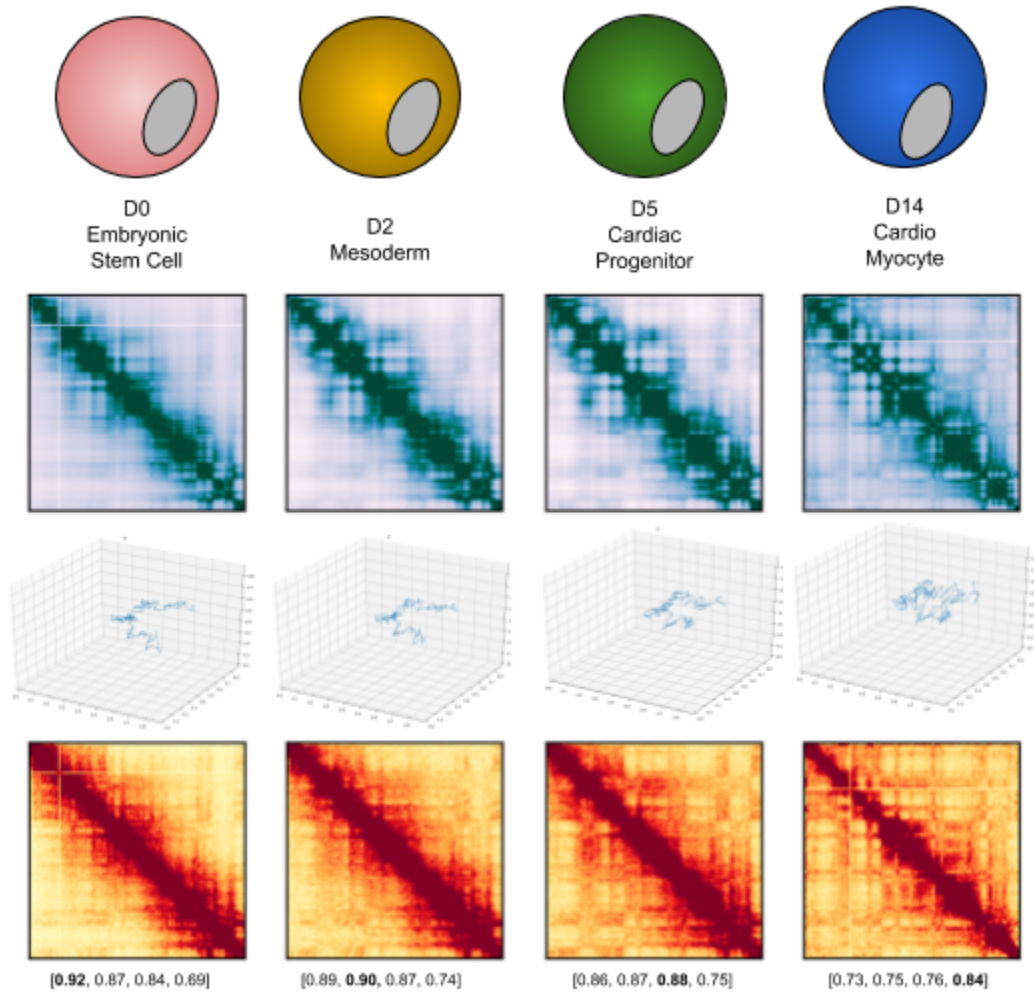 D0
Embryonic
Stem Cell
D2
Mesoderm
D5
Cardiac
Progenitor
D14
Cardio
Myocyte
[0.92, 0.87, 0.84, 0.69]
[0.89, 0.90, 0.87, 0.74]
[0.86, 0.87, 0.88, 0.75]
[0.73, 0.75, 0.76, 0.84]